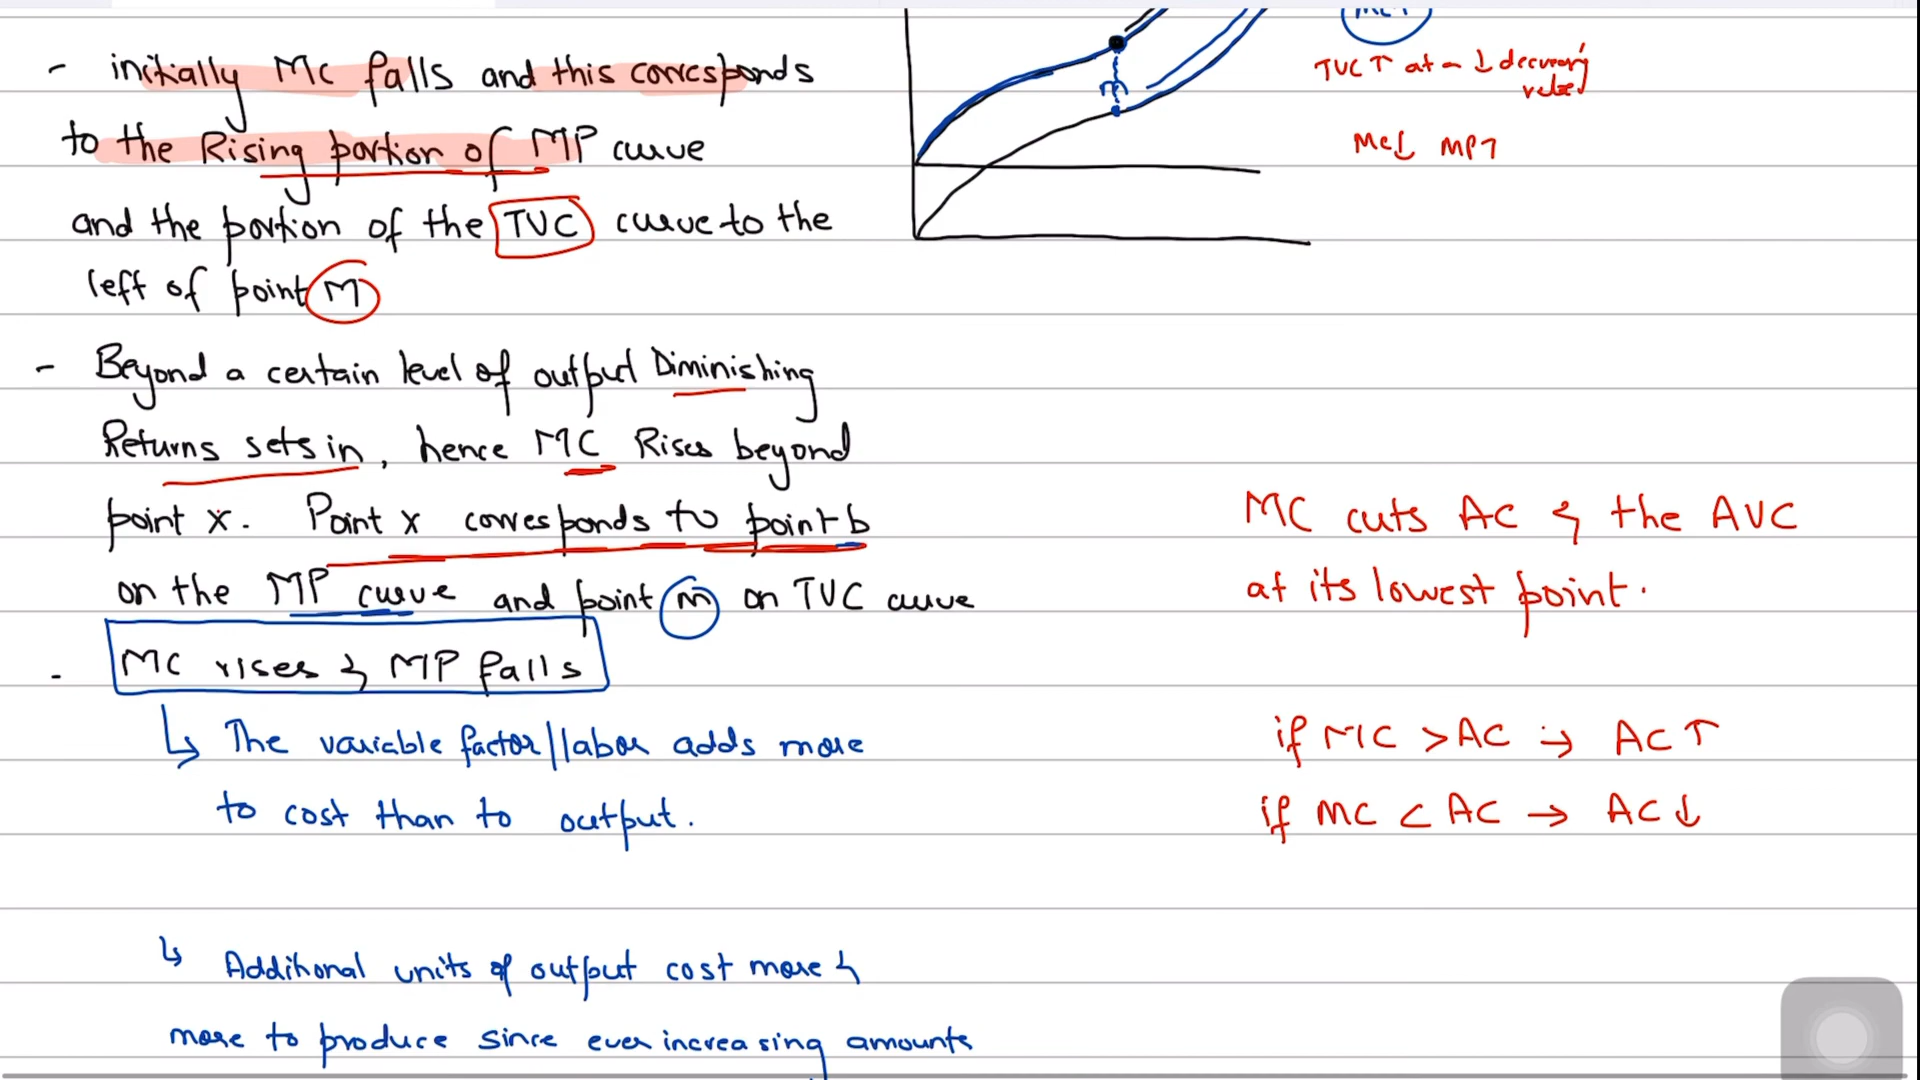 - initially MC falls and this corresponds
to the Rising portion of MP curve
and the portion of the TVC curve to the
left of point M
- Beyond a certain level of output Diminishing
Returns sets in, hence MC Rises beyond
point x. Point x corresponds to point b
on the MP curve and point m on TVC curve
- MC rises & MP falls
↳ The variable factor//labor adds more
to cost than to output.
↳ Additional units of output cost more &
more to produce since ever increasing amounts
m
TVC ↑ at a ↓ decreasing
MC↓ MP↑
MC cuts AC & the AVC
at its lowest point.
if MC > AC → AC ↑
if MC < AC → AC ↓